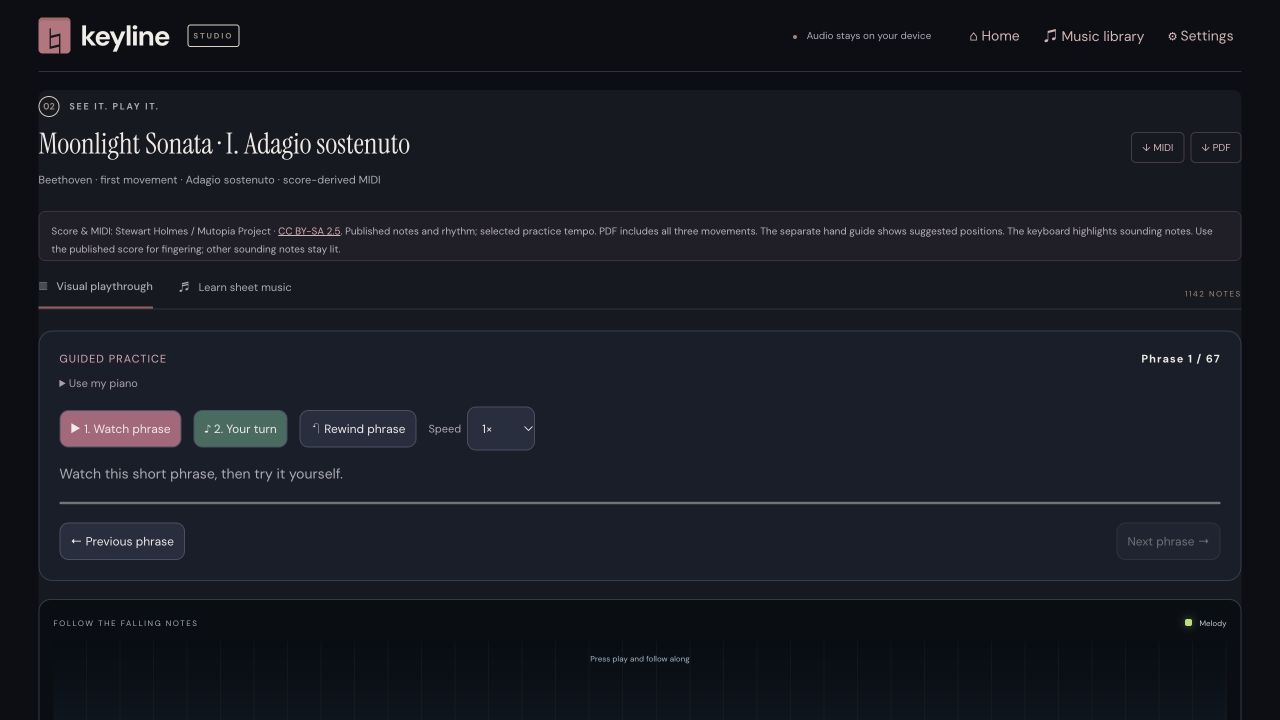 keyline
STUDIO
Audio stays on your device
Home
Music library
Settings
02
SEE IT. PLAY IT.
Moonlight Sonata · I. Adagio sostenuto
↓ MIDI
↓ PDF
Beethoven · first movement · Adagio sostenuto · score-derived MIDI
Score & MIDI: Stewart Holmes / Mutopia Project · CC BY-SA 2.5. Published notes and rhythm; selected practice tempo. PDF includes all three movements. The separate hand guide shows suggested positions. The keyboard highlights sounding notes. Use
the published score for fingering; other sounding notes stay lit.
Visual playthrough
Learn sheet music
1142 NOTES
GUIDED PRACTICE
Phrase 1 / 67
Use my piano
1. Watch phrase
2. Your turn
Rewind phrase
Speed
1×
Watch this short phrase, then try it yourself.
← Previous phrase
Next phrase →
FOLLOW THE FALLING NOTES
Melody
Press play and follow along